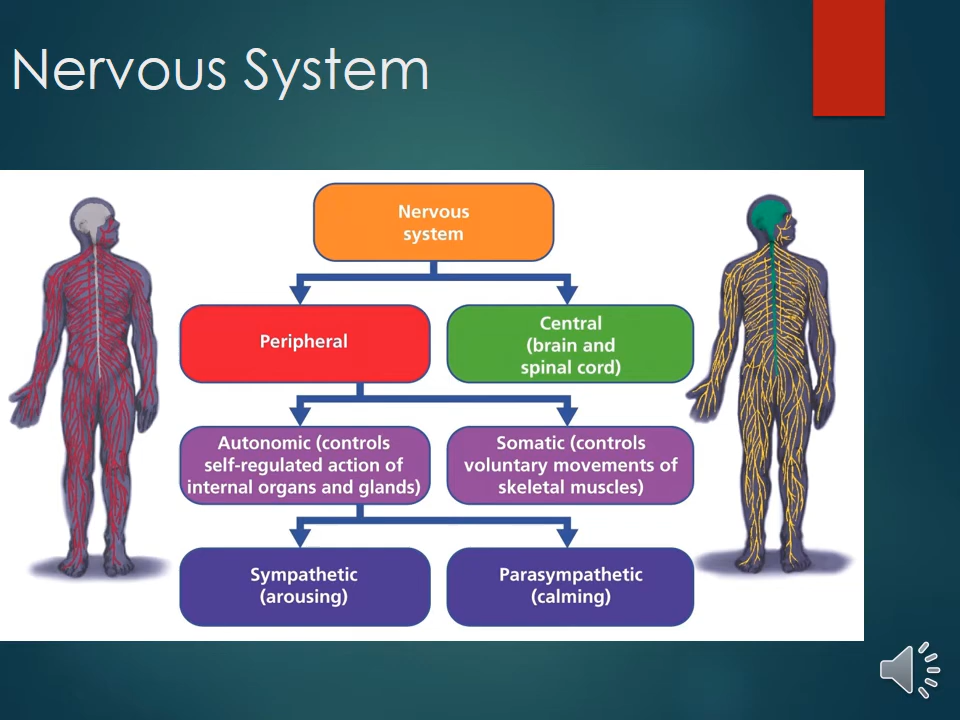 Nervous System
Nervous
system
Peripheral
Central
(brain and
spinal cord)
Autonomic (controls
self-regulated action of
internal organs and glands)
Somatic (controls
voluntary movements of
skeletal muscles)
Sympathetic
(arousing)
Parasympathetic
(calming)